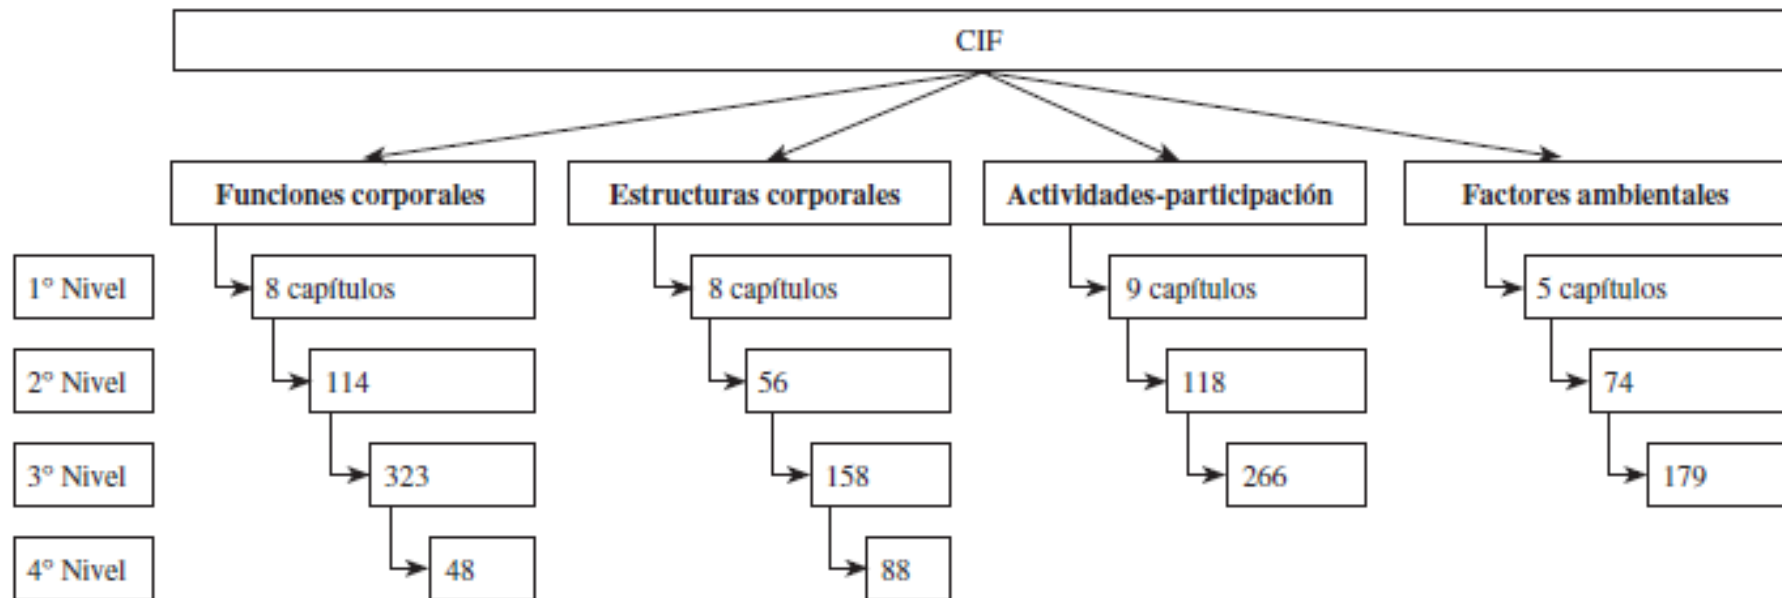 CIF
Funciones corporales Estructuras corporales Actividades-participación Factores ambientales
1° Nivel 8 capítulos 8 capítulos 9 capítulos 5 capítulos
2° Nivel 114 56 118 74
3° Nivel 323 158 266 179
4° Nivel 48 88